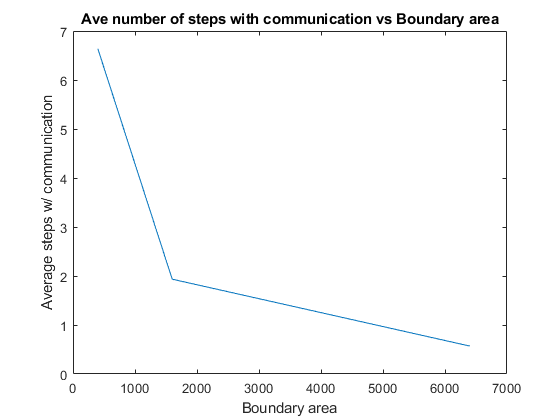 Ave number of steps with communication vs Boundary area
7
6
5
4
3
2
1
0
Average steps w/ communication
0 1000 2000 3000 4000 5000 6000 7000
Boundary area